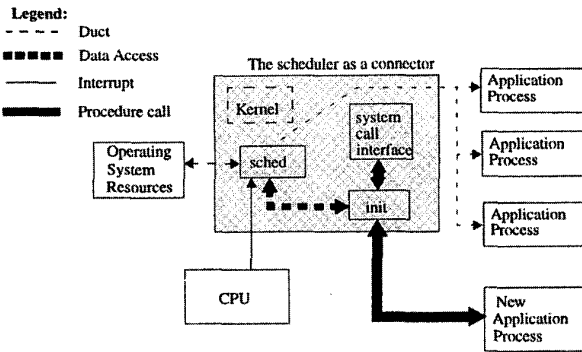 Legend:
Duct
Data Access
Interrupt
Procedure call
The scheduler as a connector
Kernel
system
call
interface
sched
init
Operating
System
Resources
CPU
Application
Process
Application
Process
Application
Process
New
Application
Process